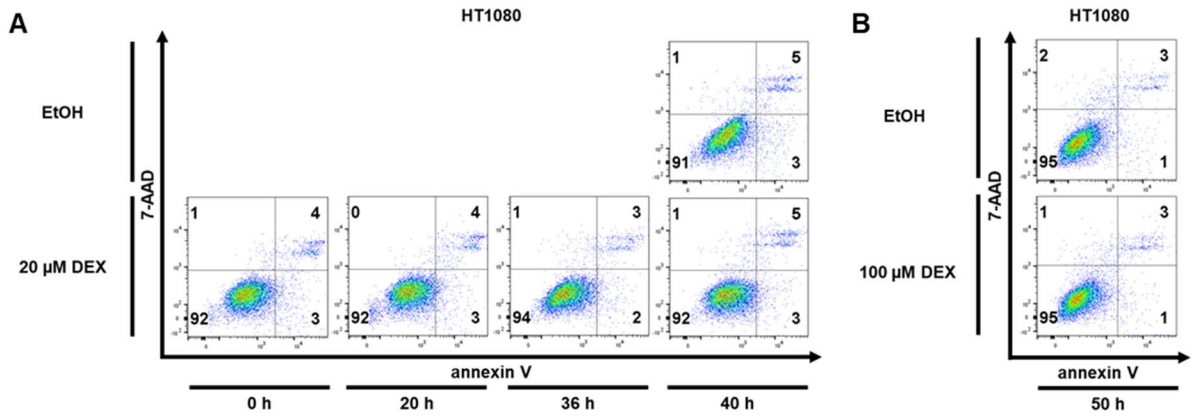 A
HT1080
EtOH
1 5
91 3
7-AAD
20 µM DEX
1 4
92 3
0 4
92 3
1 3
94 2
1 5
92 3
annexin V
0 h
20 h
36 h
40 h
B
HT1080
EtOH
2 3
95 1
7-AAD
100 µM DEX
1 3
95 1
annexin V
50 h